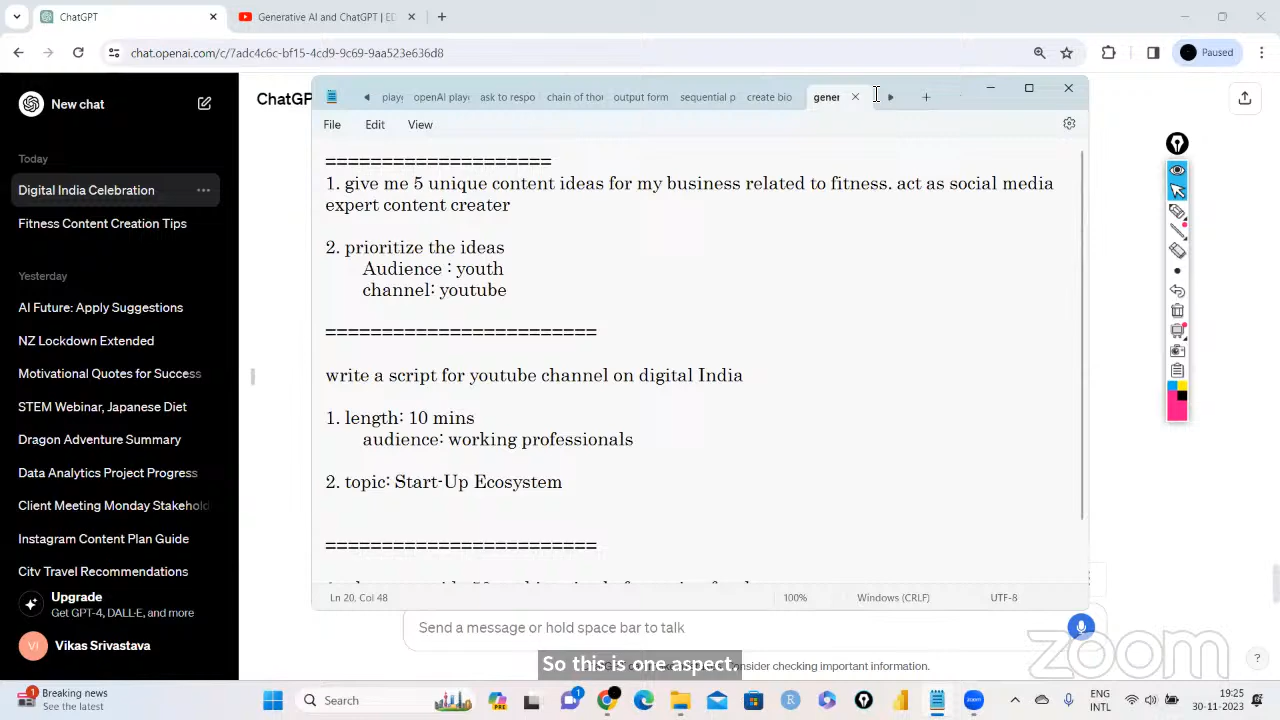 ChatGPT
Generative AI and ChatGPT | ED
chat.openai.com/c/7adc4c6c-bf15-4cd9-9c69-9aa523e636d8
Paused
New chat
Today
Digital India Celebration
Fitness Content Creation Tips
Yesterday
AI Future: Apply Suggestions
NZ Lockdown Extended
Motivational Quotes for Success
STEM Webinar, Japanese Diet
Dragon Adventure Summary
Data Analytics Project Progress
Client Meeting Monday Stakehold
Instagram Content Plan Guide
City Travel Recommendations
Upgrade
Get GPT-4, DALL·E, and more
VI Vikas Srivastava
ChatGP
play openAI play ask to respo chain of tho output form sequential p create bio gener
File Edit View
====================
1. give me 5 unique content ideas for my business related to fitness. act as social media
expert content creater
2. prioritize the ideas
Audience : youth
channel: youtube
========================
write a script for youtube channel on digital India
1. length: 10 mins
audience: working professionals
2. topic: Start-Up Ecosystem
========================
Ln 20, Col 48 100% Windows (CRLF) UTF-8
Send a message or hold space bar to talk
So this is one aspect.
onsider checking important information.
zoom
?
1 Breaking news
See the latest
Search
1
ENG
INTL
19:25
30-11-2023